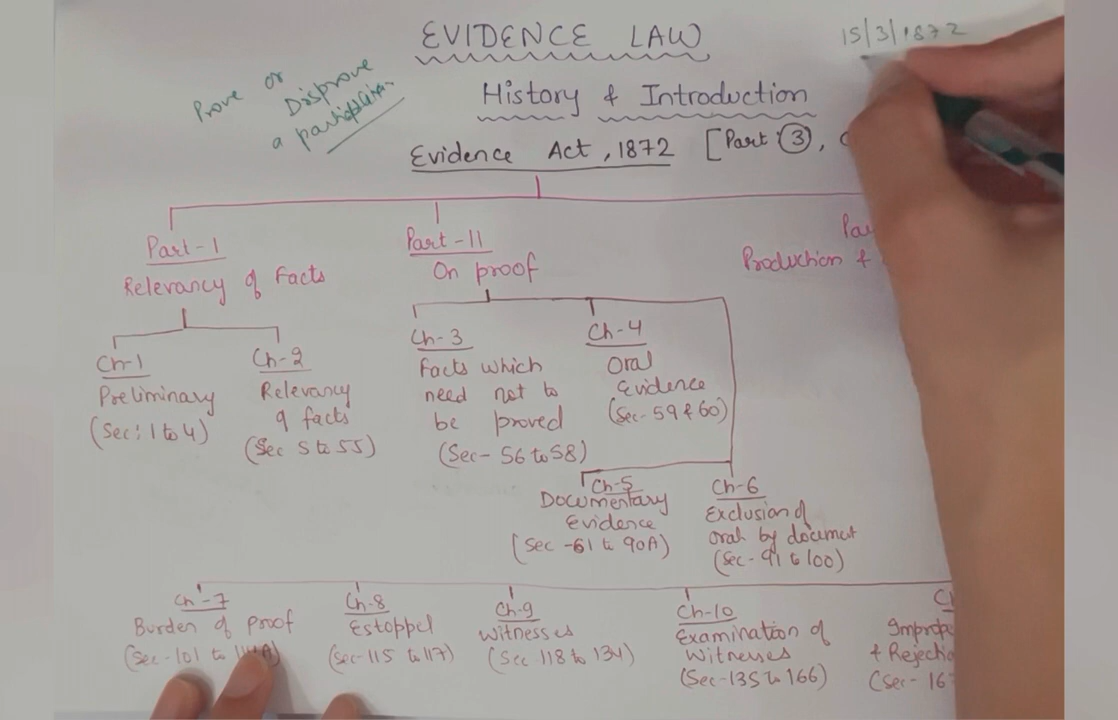 EVIDENCE LAW
15/3/1872
Prove or
Disprove
a
History & Introduction
Evidence Act, 1872 [Part ③,
Part-1
Relevancy of Facts
Part-II
On proof
Production &
Ch-1
Preliminary
(Sec: 1 to 4)
Ch-2
Relevancy
of facts
(Sec 5 to 55)
Ch-3
Facts which
need not to
be proved
(Sec- 56 to 58)
Ch-4
Oral
Evidence
(Sec- 59 & 60)
Ch-5
Documentary
Evidence
(Sec -61 to 90A)
Ch-6
Exclusion of
oral by document
(Sec- 91 to 100)
Ch-7
Burden of Proof
(Sec-101 to 114A)
Ch-8
Estoppel
(Sec-115 to 117)
Ch-9
Witnesses
(Sec 118 to 134)
Ch-10
Examination of
Witnesses
(Sec-135 to 166)
& 
(Sec-